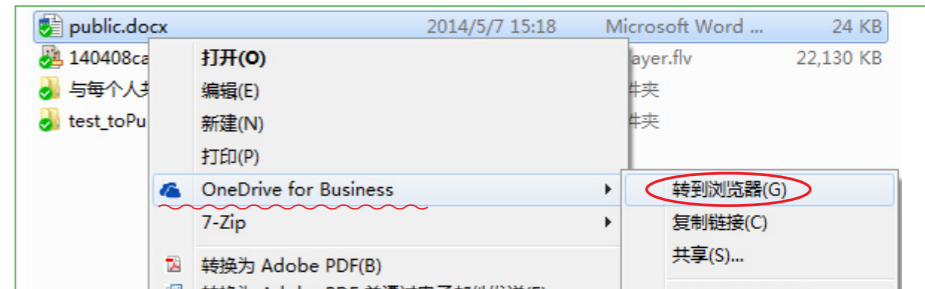 public.docx 2014/5/7 15:18 Microsoft Word ... 24 KB
140408ca ayer.flv 22,130 KB
与每个人共 件夹
test_toPu 件夹
打开(O)
编辑(E)
新建(N)
打印(P)
OneDrive for Business
7-Zip
转换为 Adobe PDF(B)
转到浏览器(G)
复制链接(C)
共享(S)...